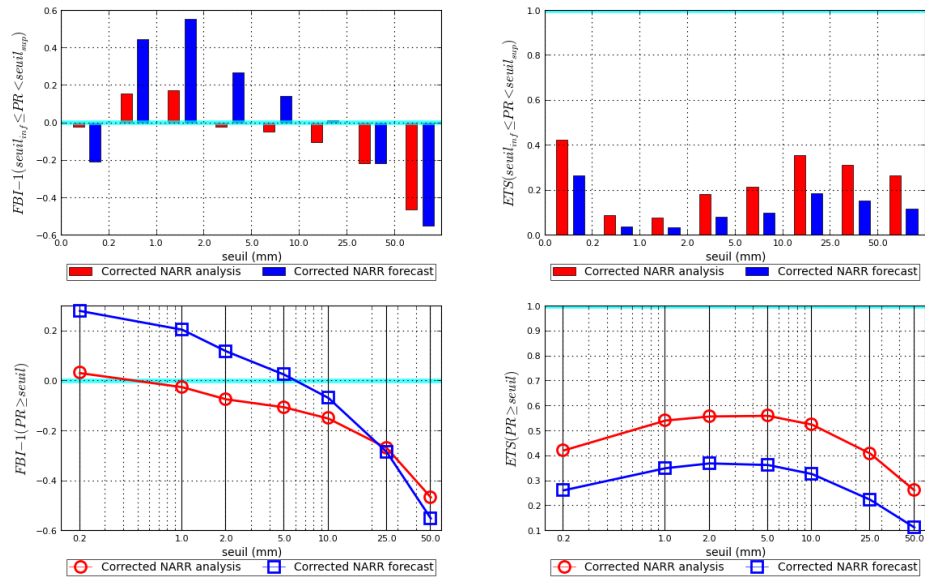 FBI−1(seuil_inf ≤ PR < seuil_sup)
0.6
0.4
0.2
0.0
−0.2
−0.4
−0.6
0.0 0.2 1.0 2.0 5.0 10.0 25.0 50.0
seuil (mm)
Corrected NARR analysis Corrected NARR forecast
ETS(seuil_inf ≤ PR < seuil_sup)
1.0
0.8
0.6
0.4
0.2
0.0
0.0 0.2 1.0 2.0 5.0 10.0 25.0 50.0
seuil (mm)
Corrected NARR analysis Corrected NARR forecast
FBI−1(PR ≥ seuil)
0.2
0.0
−0.2
−0.4
−0.6
0.2 1.0 2.0 5.0 10.0 25.0 50.0
seuil (mm)
Corrected NARR analysis Corrected NARR forecast
ETS(PR ≥ seuil)
1.0
0.9
0.8
0.7
0.6
0.5
0.4
0.3
0.2
0.1
0.2 1.0 2.0 5.0 10.0 25.0 50.0
seuil (mm)
Corrected NARR analysis Corrected NARR forecast